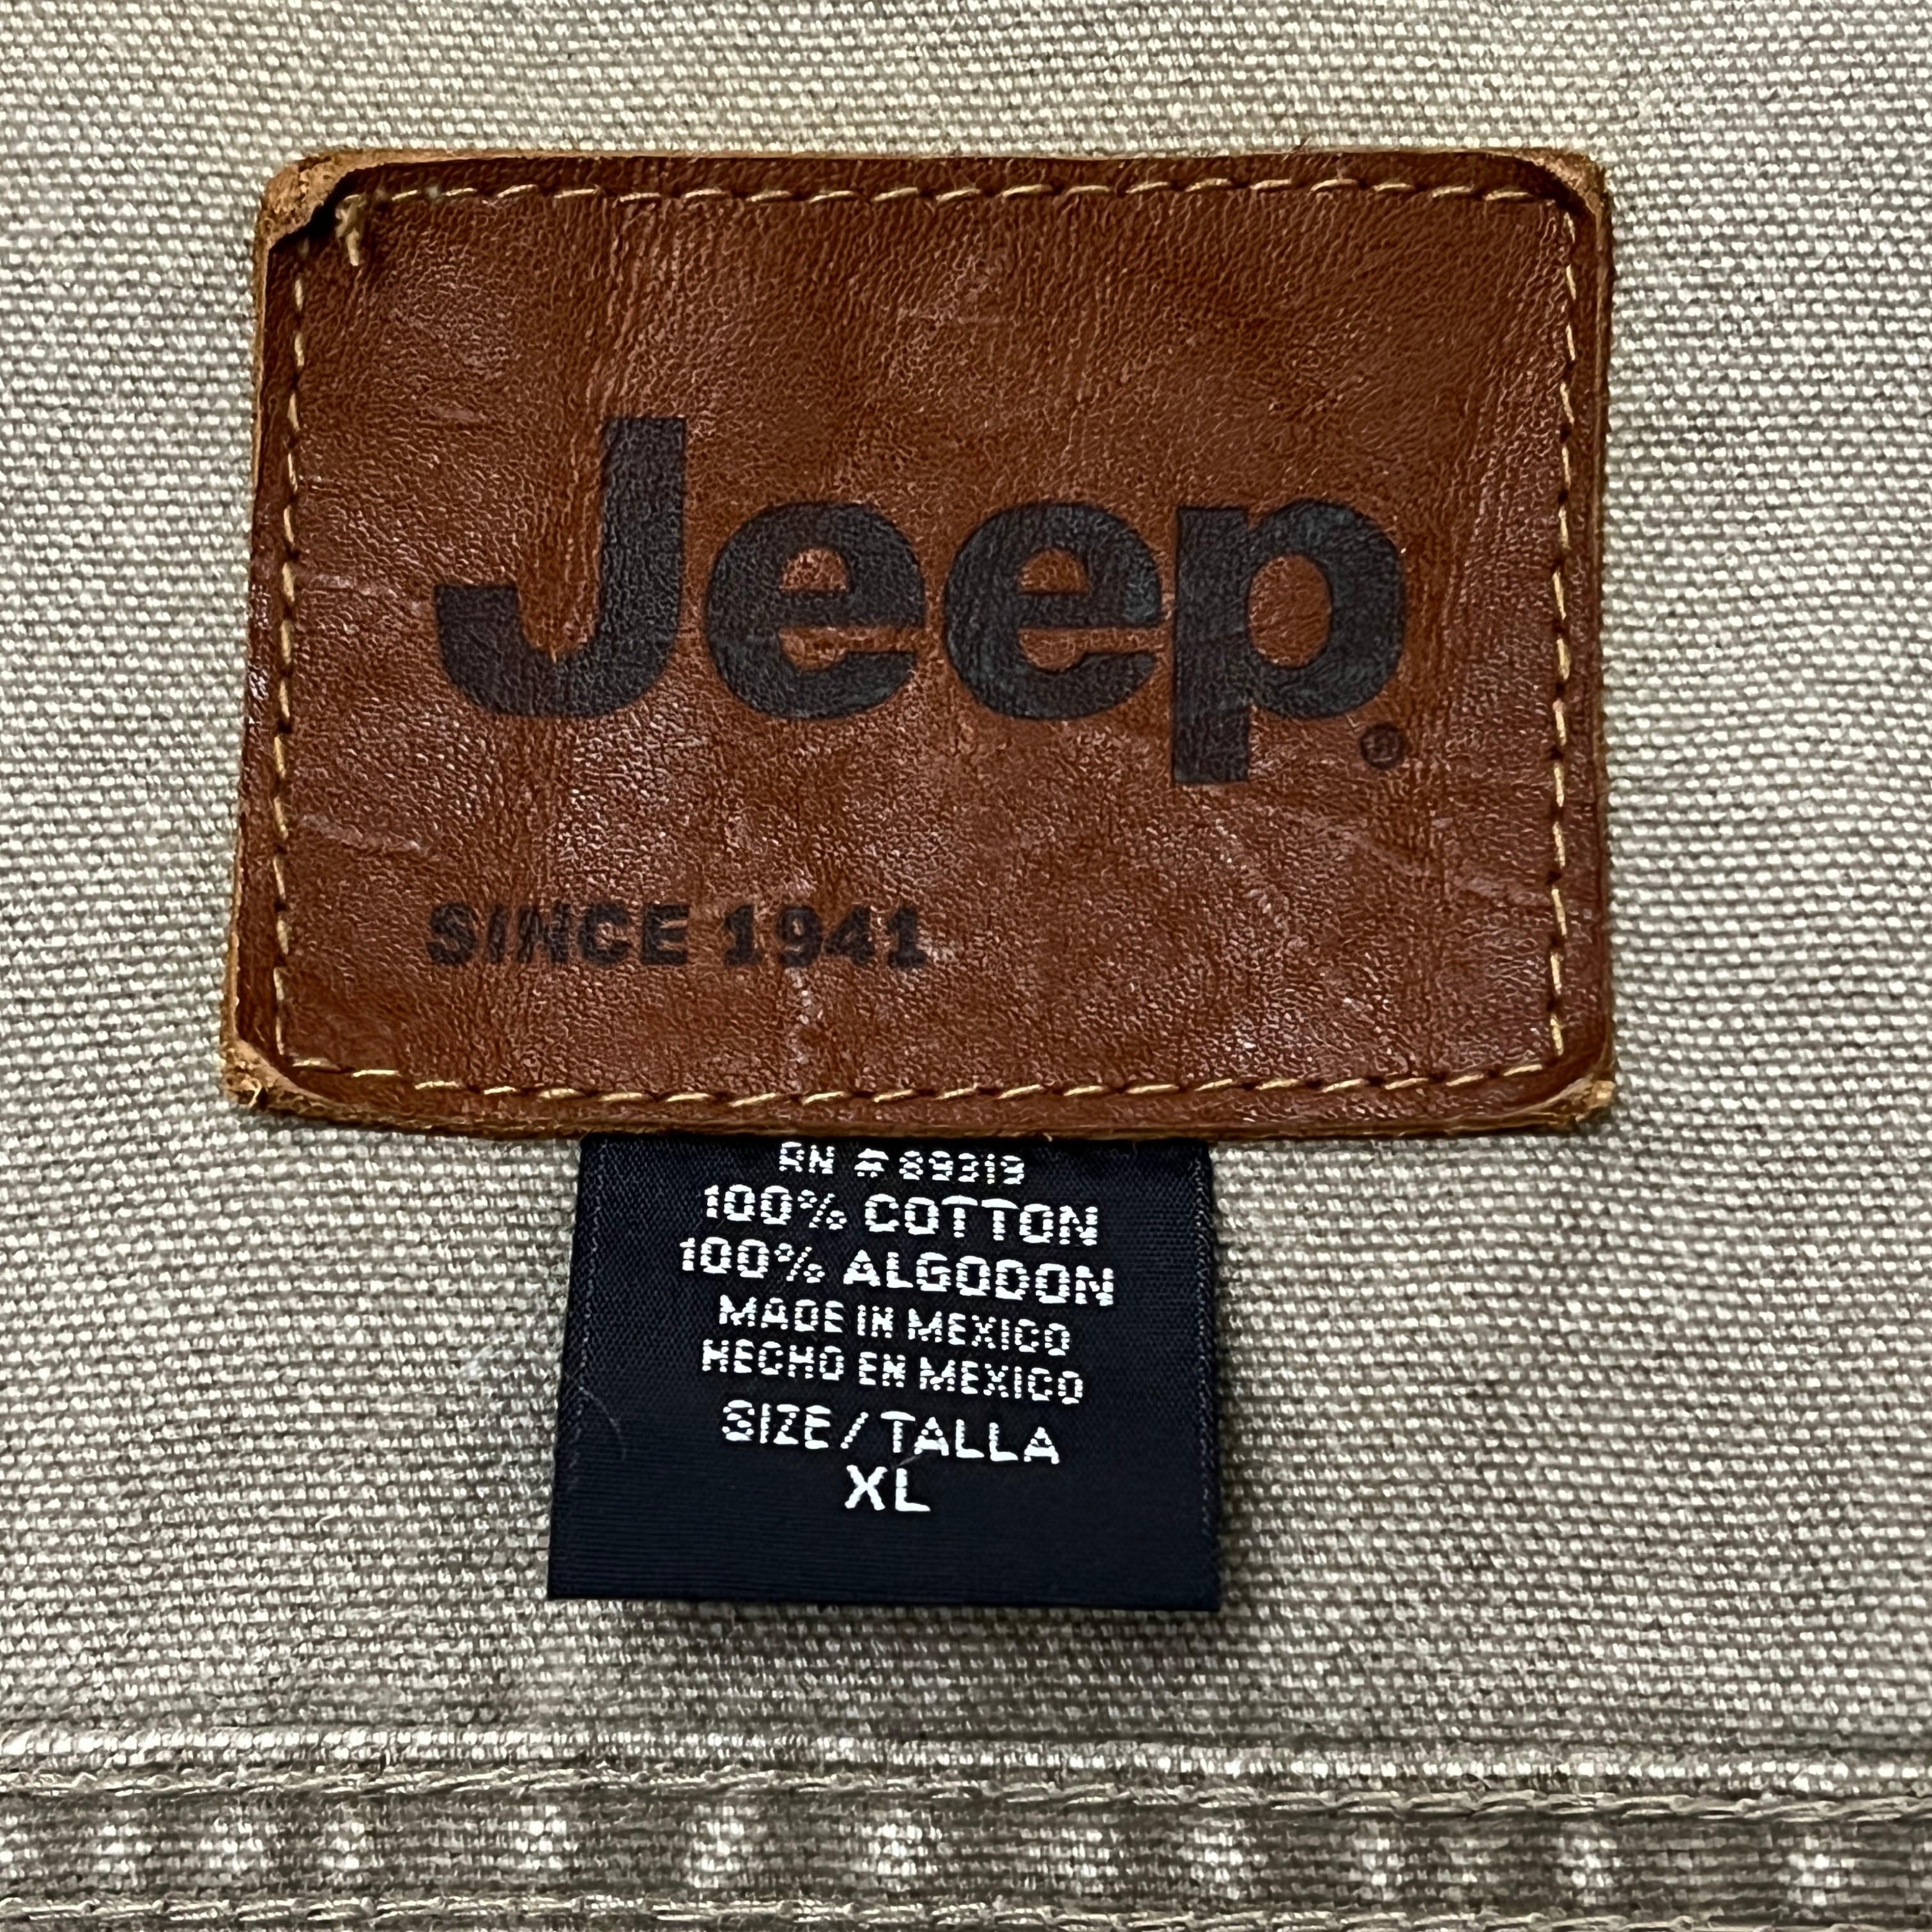 Jeep®
SINCE 1941
RN # 89319
100% COTTON
100% ALGODON
MADE IN MEXICO
HECHO EN MEXICO
SIZE/TALLA
XL